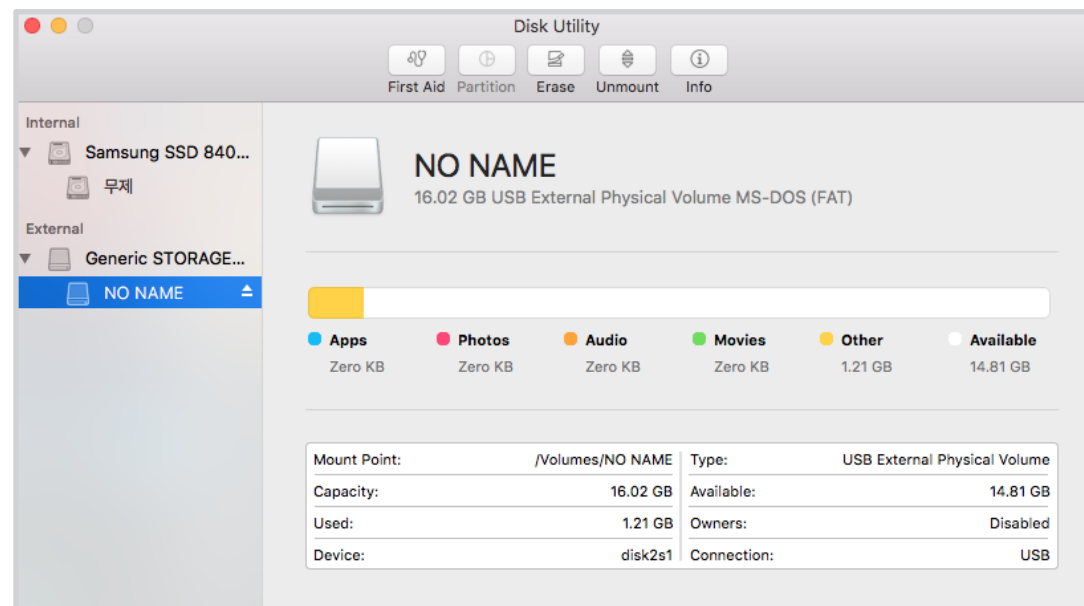 Disk Utility
First Aid Partition Erase Unmount Info
Internal
Samsung SSD 840...
무제
External
Generic STORAGE...
NO NAME
NO NAME
16.02 GB USB External Physical Volume MS-DOS (FAT)
Apps Photos Audio Movies Other Available
Zero KB Zero KB Zero KB Zero KB 1.21 GB 14.81 GB
Mount Point: /Volumes/NO NAME Type: USB External Physical Volume
Capacity: 16.02 GB Available: 14.81 GB
Used: 1.21 GB Owners: Disabled
Device: disk2s1 Connection: USB